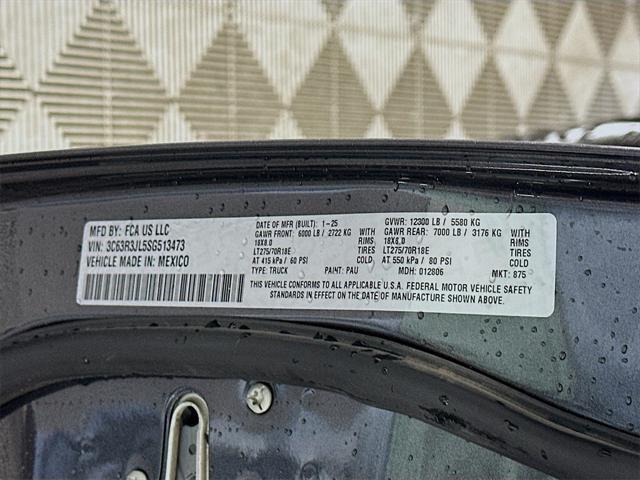 MFD BY: FCA US LLC
VIN: 3C63R3JL5SG513473
VEHICLE MADE IN: MEXICO
DATE OF MFR (BUILT): 1-25
GAWR FRONT: 6000 LB / 2722 KG WITH
18X8.0 RIMS
LT275/70R18E TIRES
AT 415 kPa / 60 PSI COLD
TYPE: TRUCK PAINT: PAU
GVWR: 12300 LB / 5580 KG
GAWR REAR: 7000 LB / 3176 KG WITH
18X8.0 RIMS
LT275/70R18E TIRES
AT 550 kPa / 80 PSI COLD
MDH: 012806 MKT: 875
THIS VEHICLE CONFORMS TO ALL APPLICABLE U.S.A. FEDERAL MOTOR VEHICLE SAFETY
STANDARDS IN EFFECT ON THE DATE OF MANUFACTURE SHOWN ABOVE.